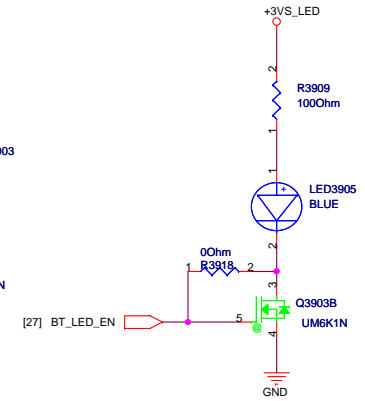 +3VS_LED
2
R3909
100Ohm
1
903
1
+
LED3905
BLUE
2
0Ohm
1 R3918 2
3
N
Q3903B
[27] BT_LED_EN
5
@
UM6K1N
4
GND